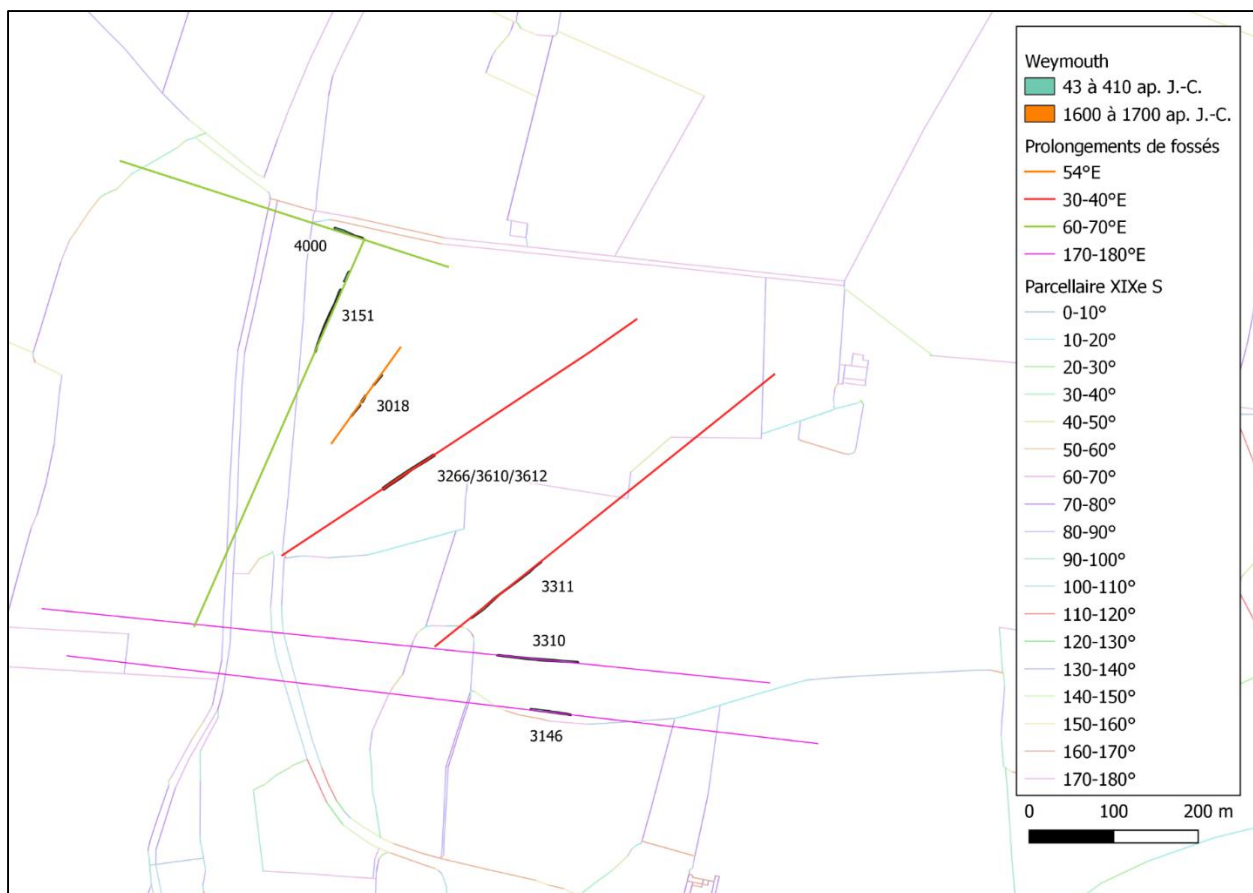 4000
3151
3018
3266/3610/3612
3311
3310
3146
Weymouth
43 à 410 ap. J.-C.
1600 à 1700 ap. J.-C.
Prolongements de fossés
54°E
30-40°E
60-70°E
170-180°E
Parcellaire XIXe S
0-10°
10-20°
20-30°
30-40°
40-50°
50-60°
60-70°
70-80°
80-90°
90-100°
100-110°
110-120°
120-130°
130-140°
140-150°
150-160°
160-170°
170-180°
0 100 200 m